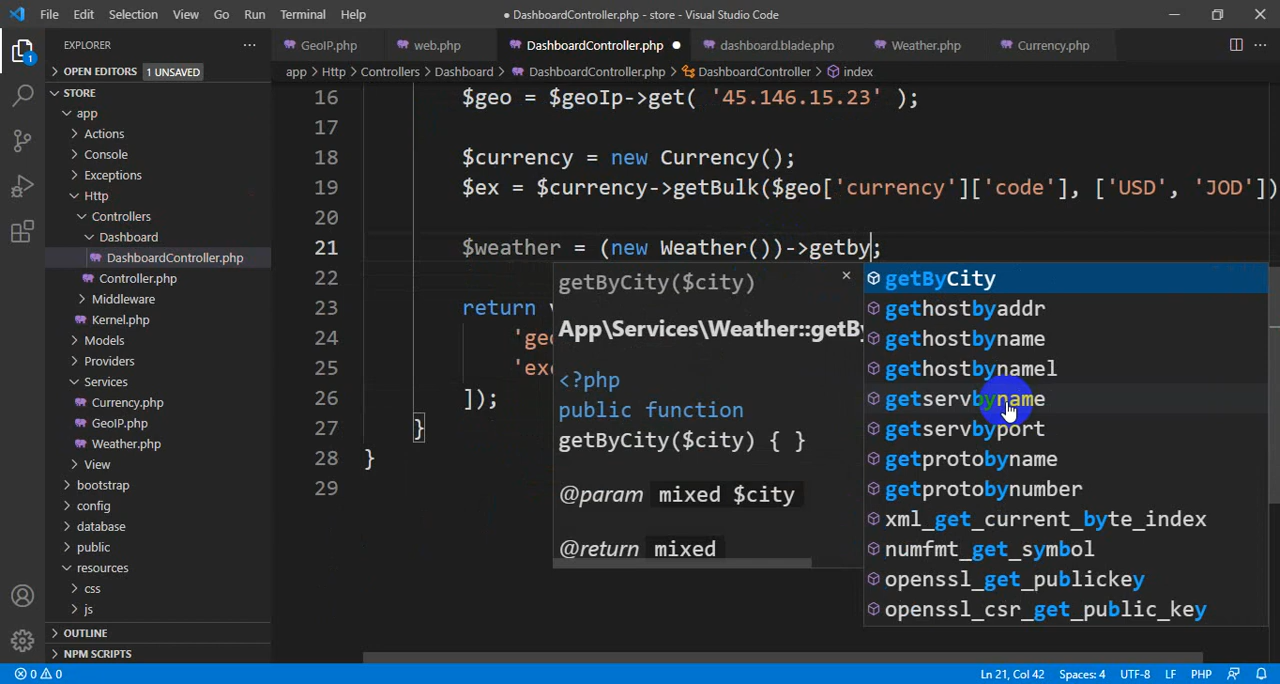 File Edit Selection View Go Run Terminal Help
● DashboardController.php - store - Visual Studio Code
EXPLORER
GeoIP.php
web.php
DashboardController.php
dashboard.blade.php
Weather.php
Currency.php
OPEN EDITORS 1 UNSAVED
app > Http > Controllers > Dashboard > DashboardController.php > DashboardController > index
STORE
app
Actions
Console
Exceptions
Http
Controllers
Dashboard
DashboardController.php
Controller.php
Middleware
Kernel.php
Models
Providers
Services
Currency.php
GeoIP.php
Weather.php
View
bootstrap
config
database
public
resources
css
js
OUTLINE
NPM SCRIPTS
1
16 $geo = $geoIp->get( '45.146.15.23' );
17
18 $currency = new Currency();
19 $ex = $currency->getBulk($geo['currency']['code'], ['USD', 'JOD'])
20
21 $weather = (new Weather())->getby;
22
23 return
24 'geo
25 'exc
26 ]);
27 }
28 }
29
getByCity($city)
App\Services\Weather::getBy
<?php
public function
getByCity($city) { }
@param mixed $city
@return mixed
getByCity
gethostbyaddr
gethostbyname
gethostbynamel
getservbyname
getservbyport
getprotobyname
getprotobynumber
xml_get_current_byte_index
numfmt_get_symbol
openssl_get_publickey
openssl_csr_get_public_key
0 0
Ln 21, Col 42 Spaces: 4 UTF-8 LF PHP